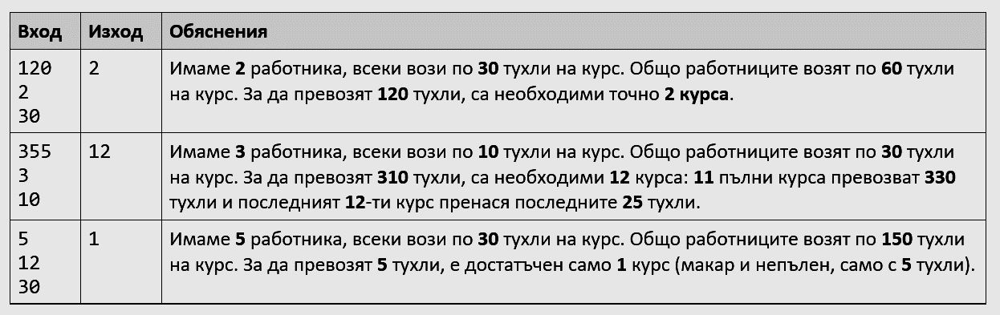 Вход Изход Обяснения
120 2 Имаме 2 работника, всеки вози по 30 тухли на курс. Общо работниците возят по 60 тухли
2 на курс. За да превозят 120 тухли, са необходими точно 2 курса.
30
355 12 Имаме 3 работника, всеки вози по 10 тухли на курс. Общо работниците возят по 30 тухли
3 на курс. За да превозят 310 тухли, са необходими 12 курса: 11 пълни курса превозват 330
10 тухли и последният 12-ти курс пренася последните 25 тухли.
5 1 Имаме 5 работника, всеки вози по 30 тухли на курс. Общо работниците возят по 150 тухли
12 на курс. За да превозят 5 тухли, е достатъчен само 1 курс (макар и непълен, само с 5 тухли).
30